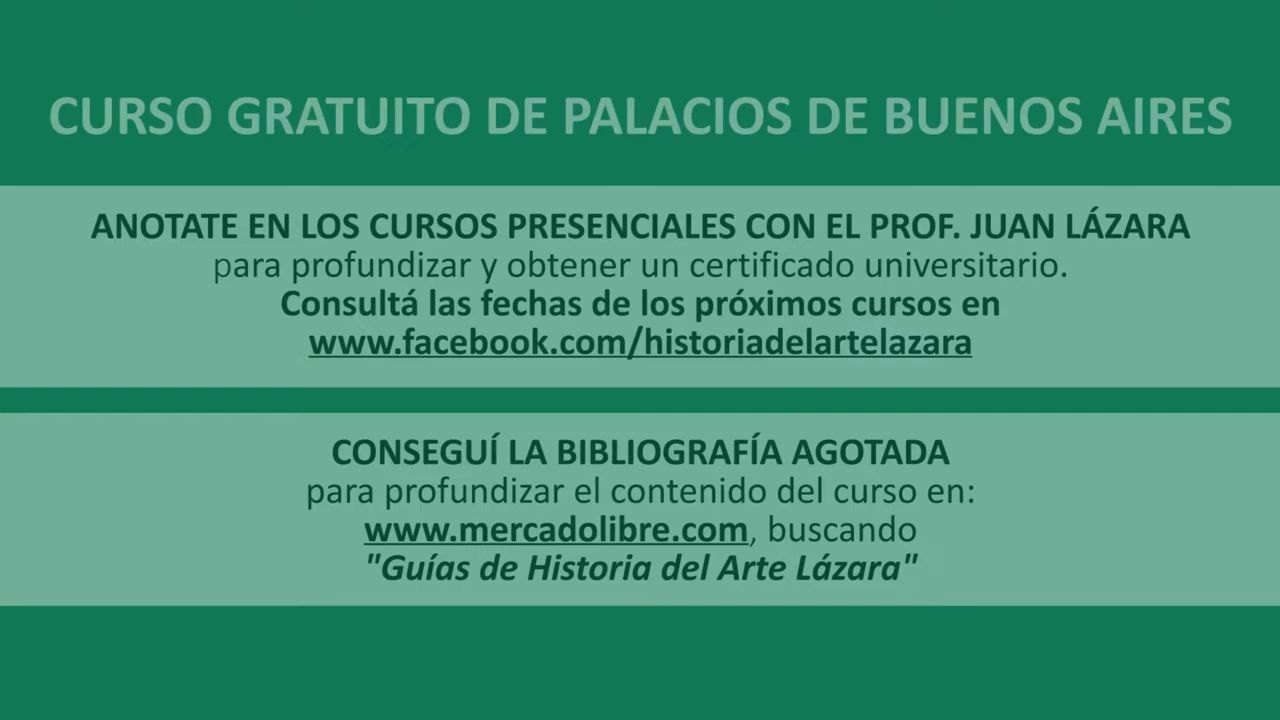 CURSO GRATUITO DE PALACIOS DE BUENOS AIRES
ANOTATE EN LOS CURSOS PRESENCIALES CON EL PROF. JUAN LÁZARA
para profundizar y obtener un certificado universitario.
Consultá las fechas de los próximos cursos en
www.facebook.com/historiadelartelazara
CONSEGUÍ LA BIBLIOGRAFÍA AGOTADA
para profundizar el contenido del curso en:
www.mercadolibre.com, buscando
"Guías de Historia del Arte Lázara"